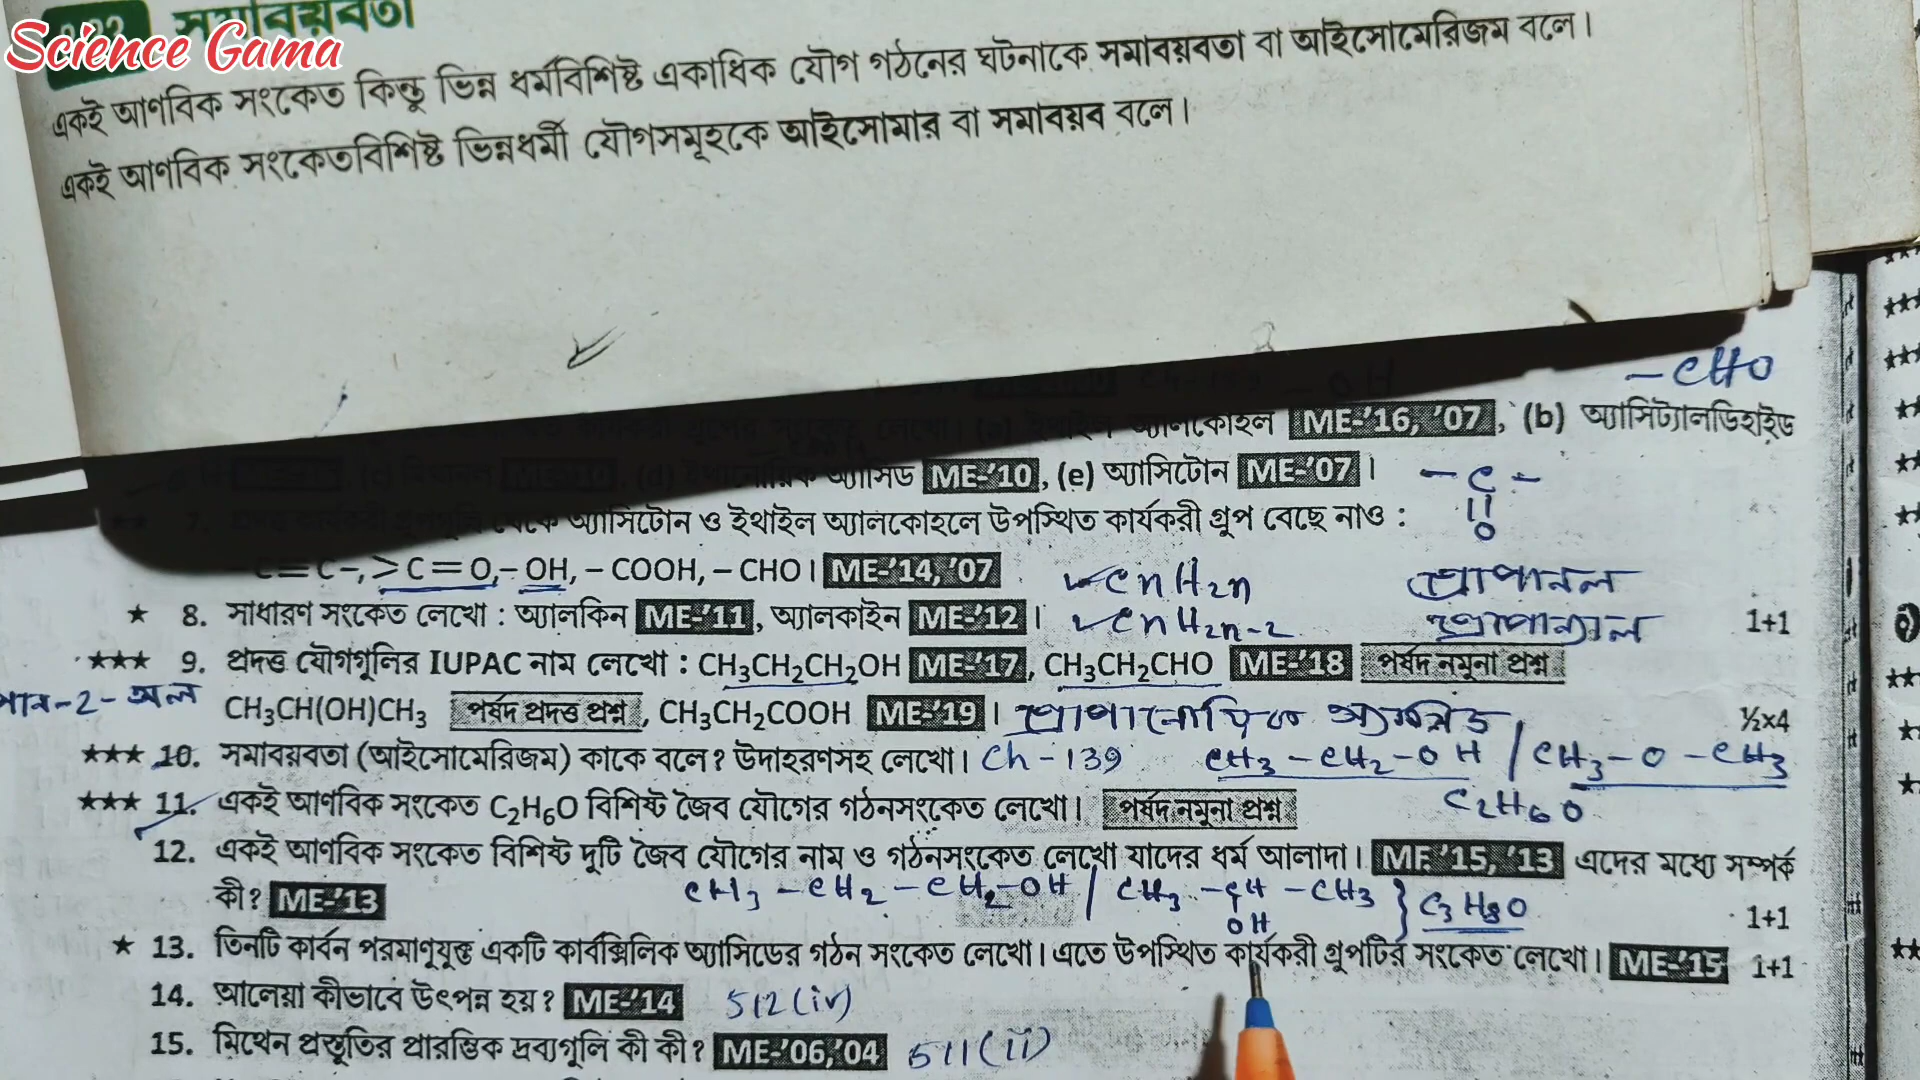 Science Gama
সমাবয়বতা
একই আণবিক সংকেত কিন্তু ভিন্ন ধর্মবিশিষ্ট একাধিক যৌগ গঠনের ঘটনাকে সমাবয়বতা বা আইসোমেরিজম বলে।
একই আণবিক সংকেতবিশিষ্ট ভিন্নধর্মী যৌগসমূহকে আইসোমার বা সমাবয়ব বলে।
– CHO
লেখো। (a) ইথাইল অ্যালকোহল ME-'16, '07, (b) অ্যাসিট্যালডিহাইড
(d) ইথানোয়িক অ্যাসিড ME-'10, (e) অ্যাসিটোন ME-'07।
– C –
||
O
7. থেকে অ্যাসিটোন ও ইথাইল অ্যালকোহলে উপস্থিত কার্যকরী গ্রুপ বেছে নাও :
C≡C–, >C=O, –OH, –COOH, –CHO। ME-'14, '07 CnH2n প্রোপানল
★ 8. সাধারণ সংকেত লেখো : অ্যালকিন ME-'11, অ্যালকাইন ME-'12। CnH2n-2 প্রোপান্যাল 1+1
★★★ 9. প্রদত্ত যৌগগুলির IUPAC নাম লেখো : CH₃CH₂CH₂OH ME-'17, CH₃CH₂CHO ME-'18 পর্ষদ নমুনা প্রশ্ন
পান-2-অল CH₃CH(OH)CH₃ পর্ষদ প্রদত্ত প্রশ্ন, CH₃CH₂COOH ME-'19। প্রোপানোয়িক অ্যাসিড ½×4
★★★ 10. সমাবয়বতা (আইসোমেরিজম) কাকে বলে? উদাহরণসহ লেখো। Ch-139 CH₃–CH₂–OH / CH₃–O–CH₃
★★★ 11. একই আণবিক সংকেত C₂H₆O বিশিষ্ট জৈব যৌগের গঠনসংকেত লেখো। পর্ষদ নমুনা প্রশ্ন C₂H₆O
12. একই আণবিক সংকেত বিশিষ্ট দুটি জৈব যৌগের নাম ও গঠনসংকেত লেখো যাদের ধর্ম আলাদা। ME-'15, '13 এদের মধ্যে সম্পর্ক
কী? ME-'13 CH₃–CH₂–CH₂–OH / CH₃–CH–CH₃ } C₃H₈O 1+1
OH
★ 13. তিনটি কার্বন পরমাণুযুক্ত একটি কার্বক্সিলিক অ্যাসিডের গঠন সংকেত লেখো। এতে উপস্থিত কার্যকরী গ্রুপটির সংকেত লেখো। ME-'15 1+1
14. আলেয়া কীভাবে উৎপন্ন হয়? ME-'14 512(iv)
15. মিথেন প্রস্তুতির প্রারম্ভিক দ্রব্যগুলি কী কী? ME-'06,'04 511(ii)